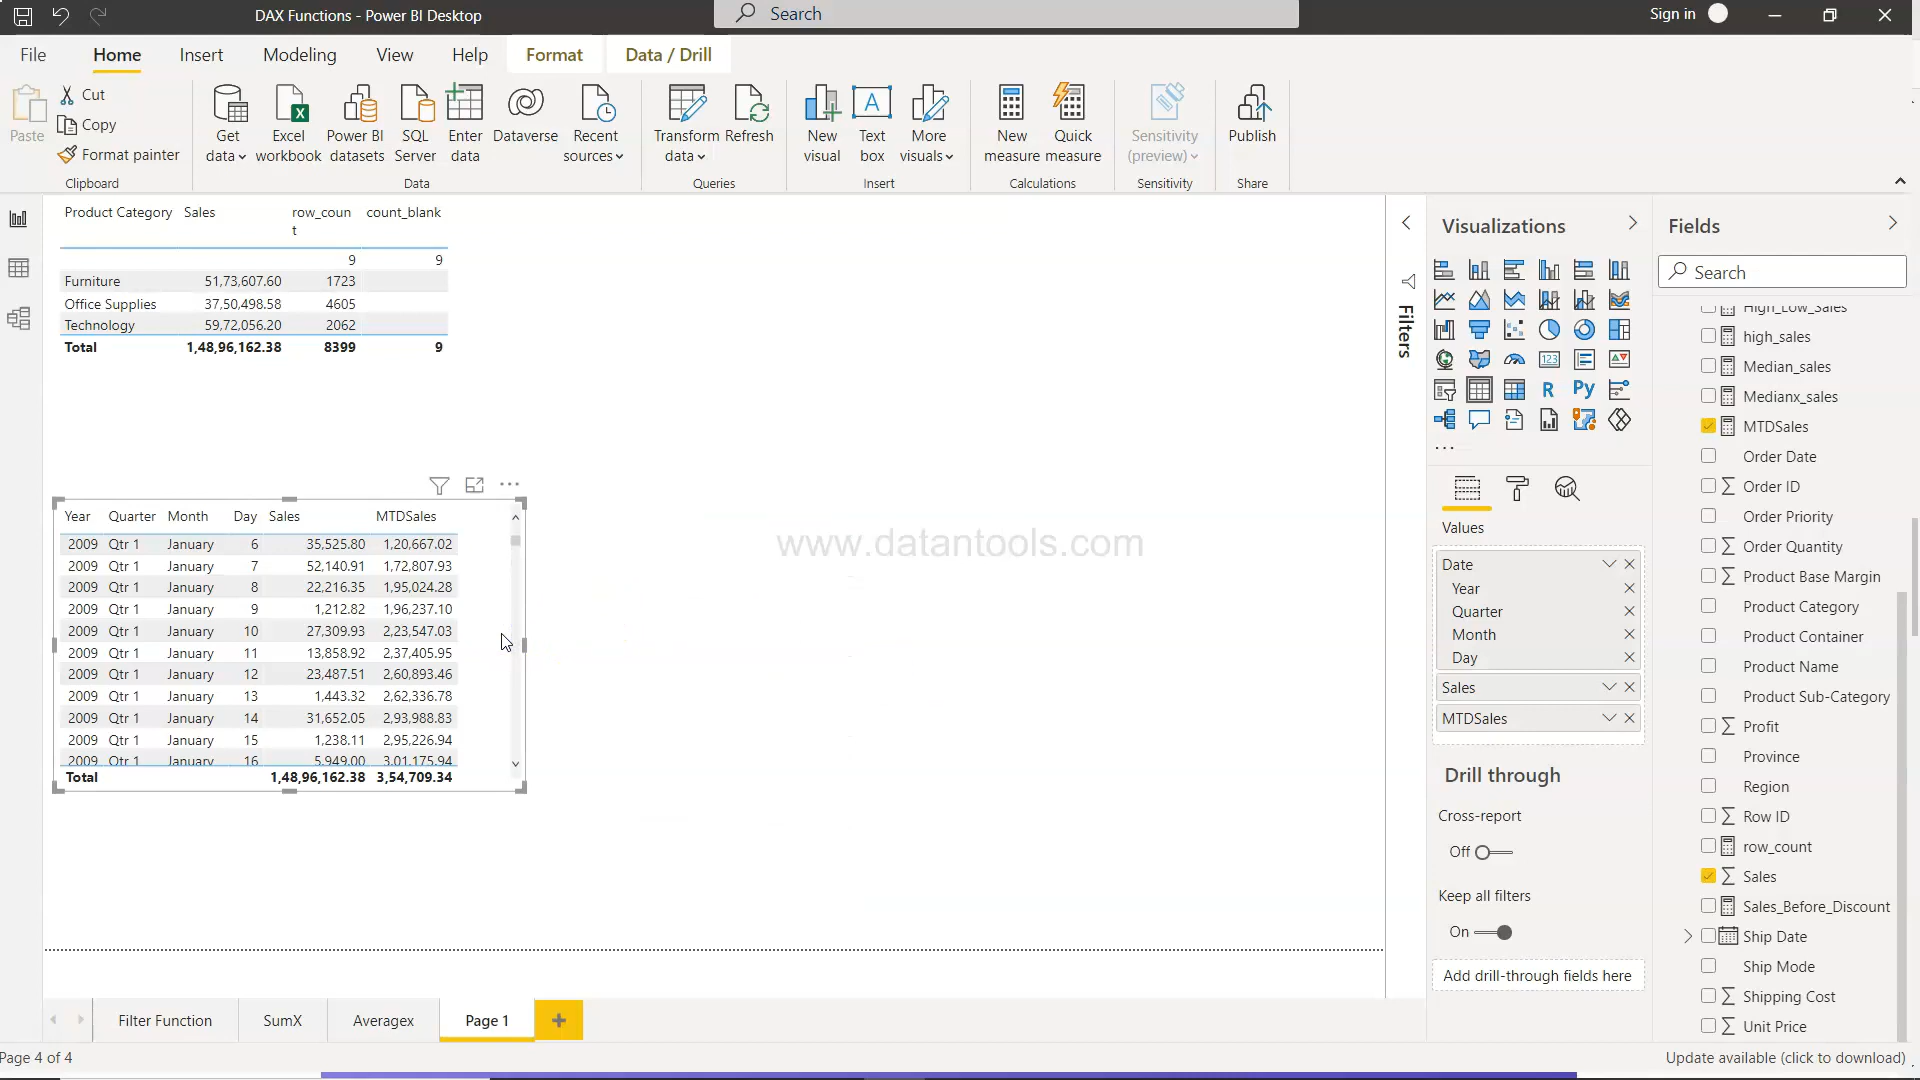 DAX Functions - Power BI Desktop
Search
Sign in
File Home Insert Modeling View Help Format Data / Drill
Paste
Cut
Copy
Format painter
Clipboard
Get data
Excel workbook
Power BI datasets
SQL Server
Enter data
Dataverse
Recent sources
Data
Transform data
Refresh
Queries
New visual
Text box
More visuals
Insert
New measure
Quick measure
Calculations
Sensitivity (preview)
Sensitivity
Publish
Share
Product Category Sales row_coun count_blank
t
9 9
Furniture 51,73,607.60 1723
Office Supplies 37,50,498.58 4605
Technology 59,72,056.20 2062
Total 1,48,96,162.38 8399 9
Year Quarter Month Day Sales MTDSales
2009 Qtr 1 January 6 35,525.80 1,20,667.02
2009 Qtr 1 January 7 52,140.91 1,72,807.93
2009 Qtr 1 January 8 22,216.35 1,95,024.28
2009 Qtr 1 January 9 1,212.82 1,96,237.10
2009 Qtr 1 January 10 27,309.93 2,23,547.03
2009 Qtr 1 January 11 13,858.92 2,37,405.95
2009 Qtr 1 January 12 23,487.51 2,60,893.46
2009 Qtr 1 January 13 1,443.32 2,62,336.78
2009 Qtr 1 January 14 31,652.05 2,93,988.83
2009 Qtr 1 January 15 1,238.11 2,95,226.94
2009 Qtr 1 January 16 5,949.00 3,01,175.94
Total 1,48,96,162.38 3,54,709.34
www.datantools.com
Filters
Visualizations
123
R
Py
Values
Date
Year
Quarter
Month
Day
Sales
MTDSales
Drill through
Cross-report
Off
Keep all filters
On
Add drill-through fields here
Fields
Search
High_Low_Sales
high_sales
Median_sales
Medianx_sales
MTDSales
Order Date
Order ID
Order Priority
Order Quantity
Product Base Margin
Product Category
Product Container
Product Name
Product Sub-Category
Profit
Province
Region
Row ID
row_count
Sales
Sales_Before_Discount
Ship Date
Ship Mode
Shipping Cost
Unit Price
Filter Function SumX Averagex Page 1
Page 4 of 4
Update available (click to download)